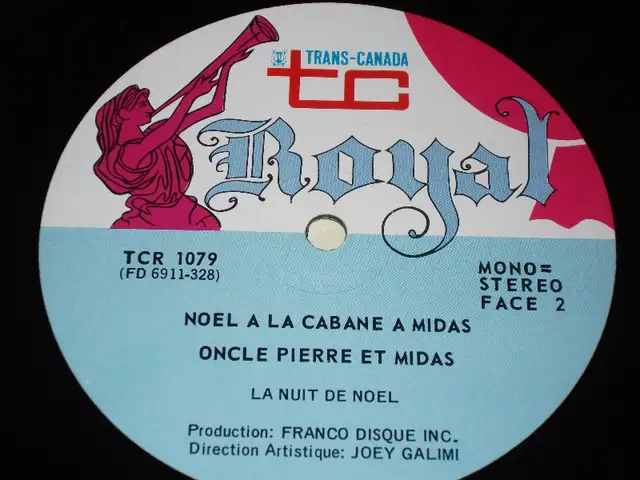 TRANS-CANADA
tc
Royal
TCR 1079
(FD 6911-328)
MONO=
STEREO
FACE 2
NOEL A LA CABANE A MIDAS
ONCLE PIERRE ET MIDAS
LA NUIT DE NOEL
Production: FRANCO DISQUE INC.
Direction Artistique: JOEY GALIMI